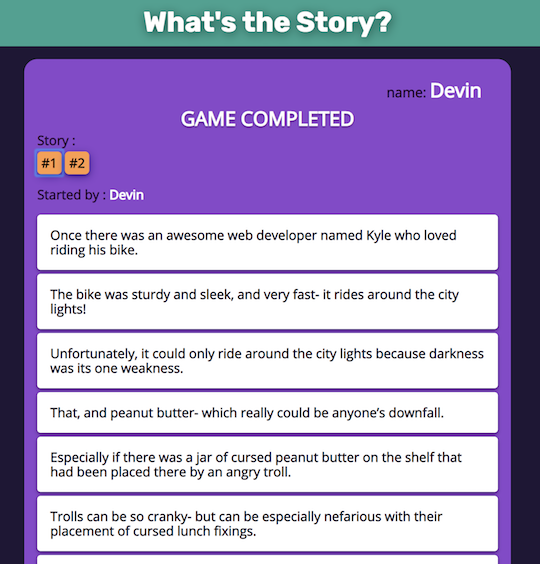 What's the Story?
name: Devin
GAME COMPLETED
Story :
#1 #2
Started by : Devin
Once there was an awesome web developer named Kyle who loved
riding his bike.
The bike was sturdy and sleek, and very fast- it rides around the city
lights!
Unfortunately, it could only ride around the city lights because darkness
was its one weakness.
That, and peanut butter- which really could be anyone’s downfall.
Especially if there was a jar of cursed peanut butter on the shelf that
had been placed there by an angry troll.
Trolls can be so cranky- but can be especially nefarious with their
placement of cursed lunch fixings.